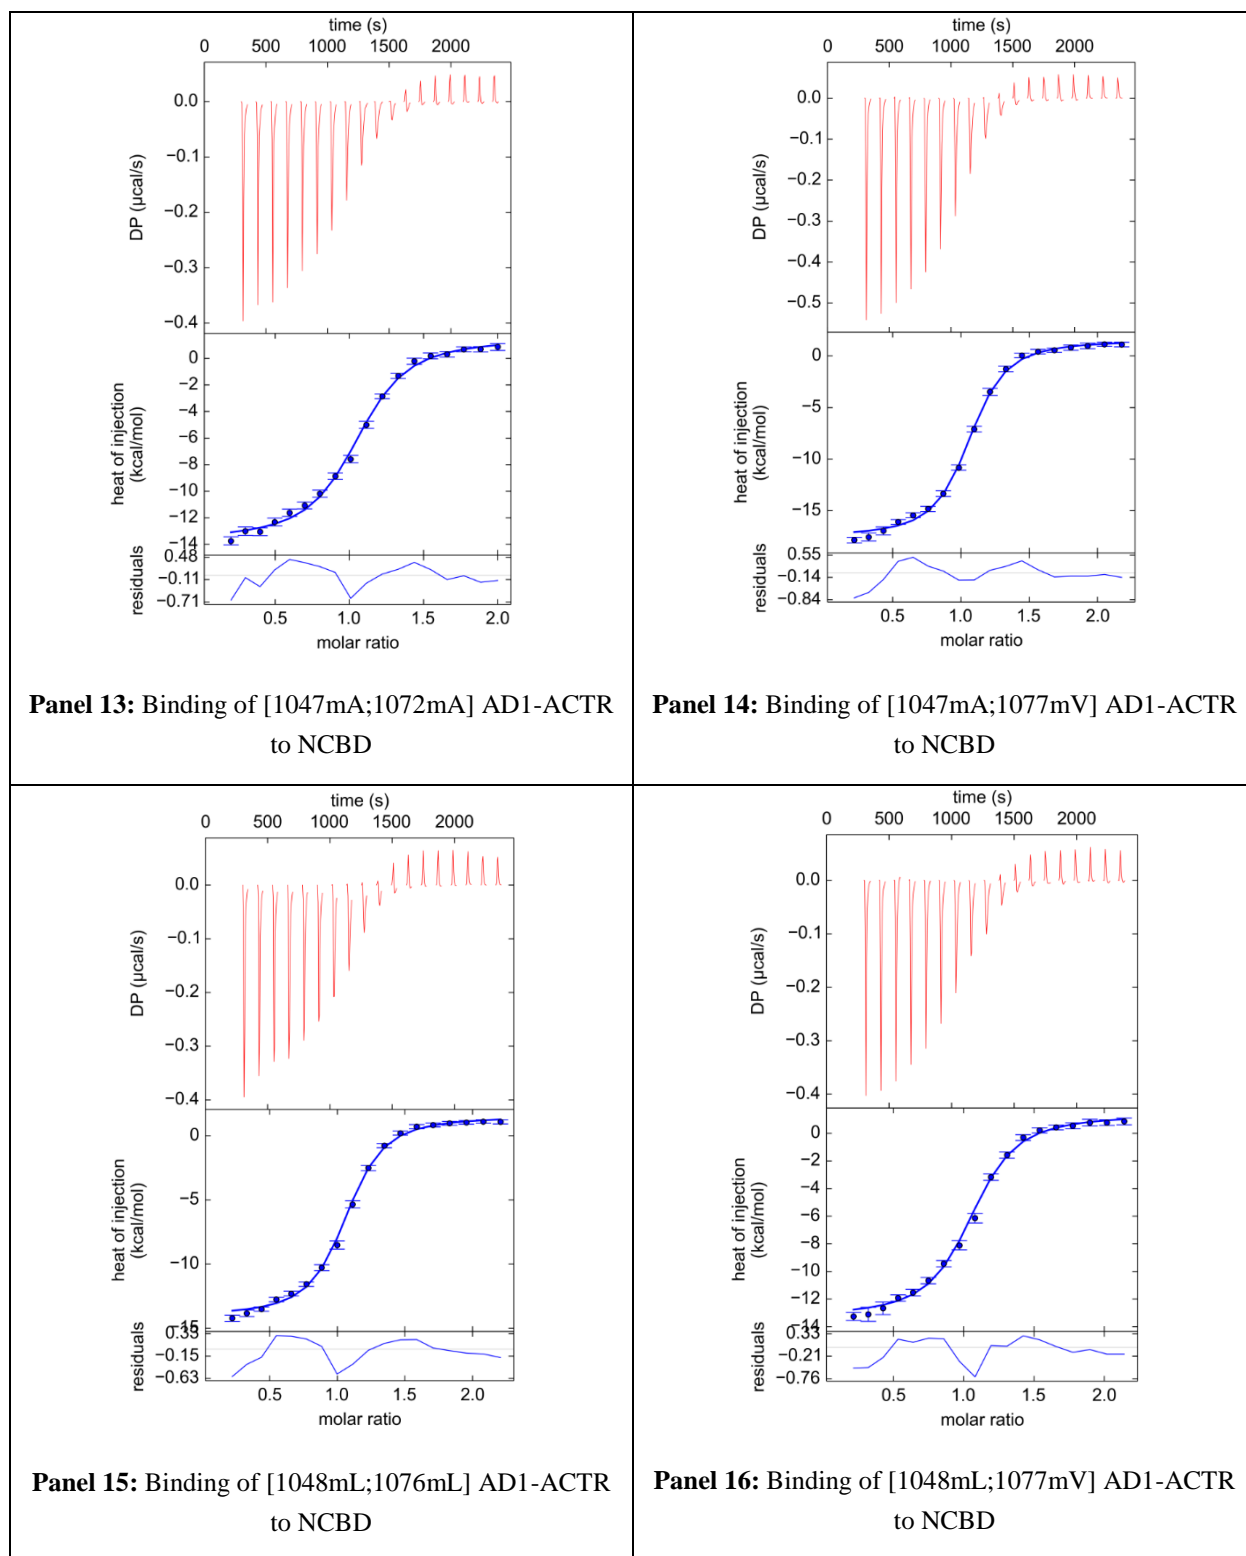 time (s)
0 500 1000 1500 2000
0.0
−0.1
−0.2
−0.3
−0.4
DP (µcal/s)
0
−2
−4
−6
−8
−10
−12
−14
heat of injection
(kcal/mol)
0.48
−0.11
−0.71
residuals
0.5 1.0 1.5 2.0
molar ratio
Panel 13: Binding of [1047mA;1072mA] AD1-ACTR
to NCBD
time (s)
0 500 1000 1500 2000
0.0
−0.1
−0.2
−0.3
−0.4
−0.5
DP (µcal/s)
0
−5
−10
−15
heat of injection
(kcal/mol)
0.55
−0.14
−0.84
residuals
0.5 1.0 1.5 2.0
molar ratio
Panel 14: Binding of [1047mA;1077mV] AD1-ACTR
to NCBD
time (s)
0 500 1000 1500 2000
0.0
−0.1
−0.2
−0.3
−0.4
DP (µcal/s)
0
−5
−10
−15
heat of injection
(kcal/mol)
0.33
−0.15
−0.63
residuals
0.5 1.0 1.5 2.0
molar ratio
Panel 15: Binding of [1048mL;1076mL] AD1-ACTR
to NCBD
time (s)
0 500 1000 1500 2000
0.0
−0.1
−0.2
−0.3
−0.4
DP (µcal/s)
0
−2
−4
−6
−8
−10
−12
−14
heat of injection
(kcal/mol)
0.33
−0.21
−0.76
residuals
0.5 1.0 1.5 2.0
molar ratio
Panel 16: Binding of [1048mL;1077mV] AD1-ACTR
to NCBD